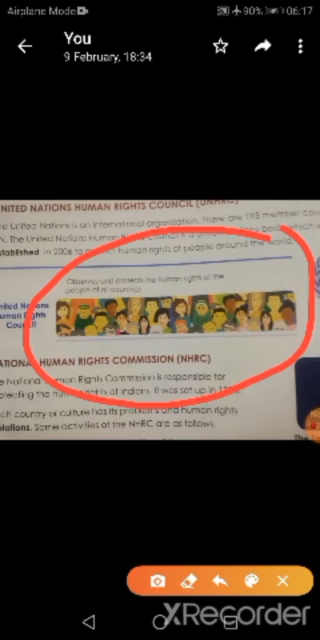 Airplane Mode 90% 06:17
You
9 February, 18:34
UNITED NATIONS HUMAN RIGHTS COUNCIL (UNHRC)
United Nations is an international organisation. There are 193 member
The United Nations Human
established in 2006 to human rights of people around the world.
Observes and protects the human rights of the
people of all countries
United Nations
Human Rights
Council
NATIONAL HUMAN RIGHTS COMMISSION (NHRC)
National Human Rights Commission is responsible for
protecting the human rights of Indians. It was set up in
each country or culture has its problems and human rights
violations. Some activities of the NHRC are as follows.
The
XRecorder